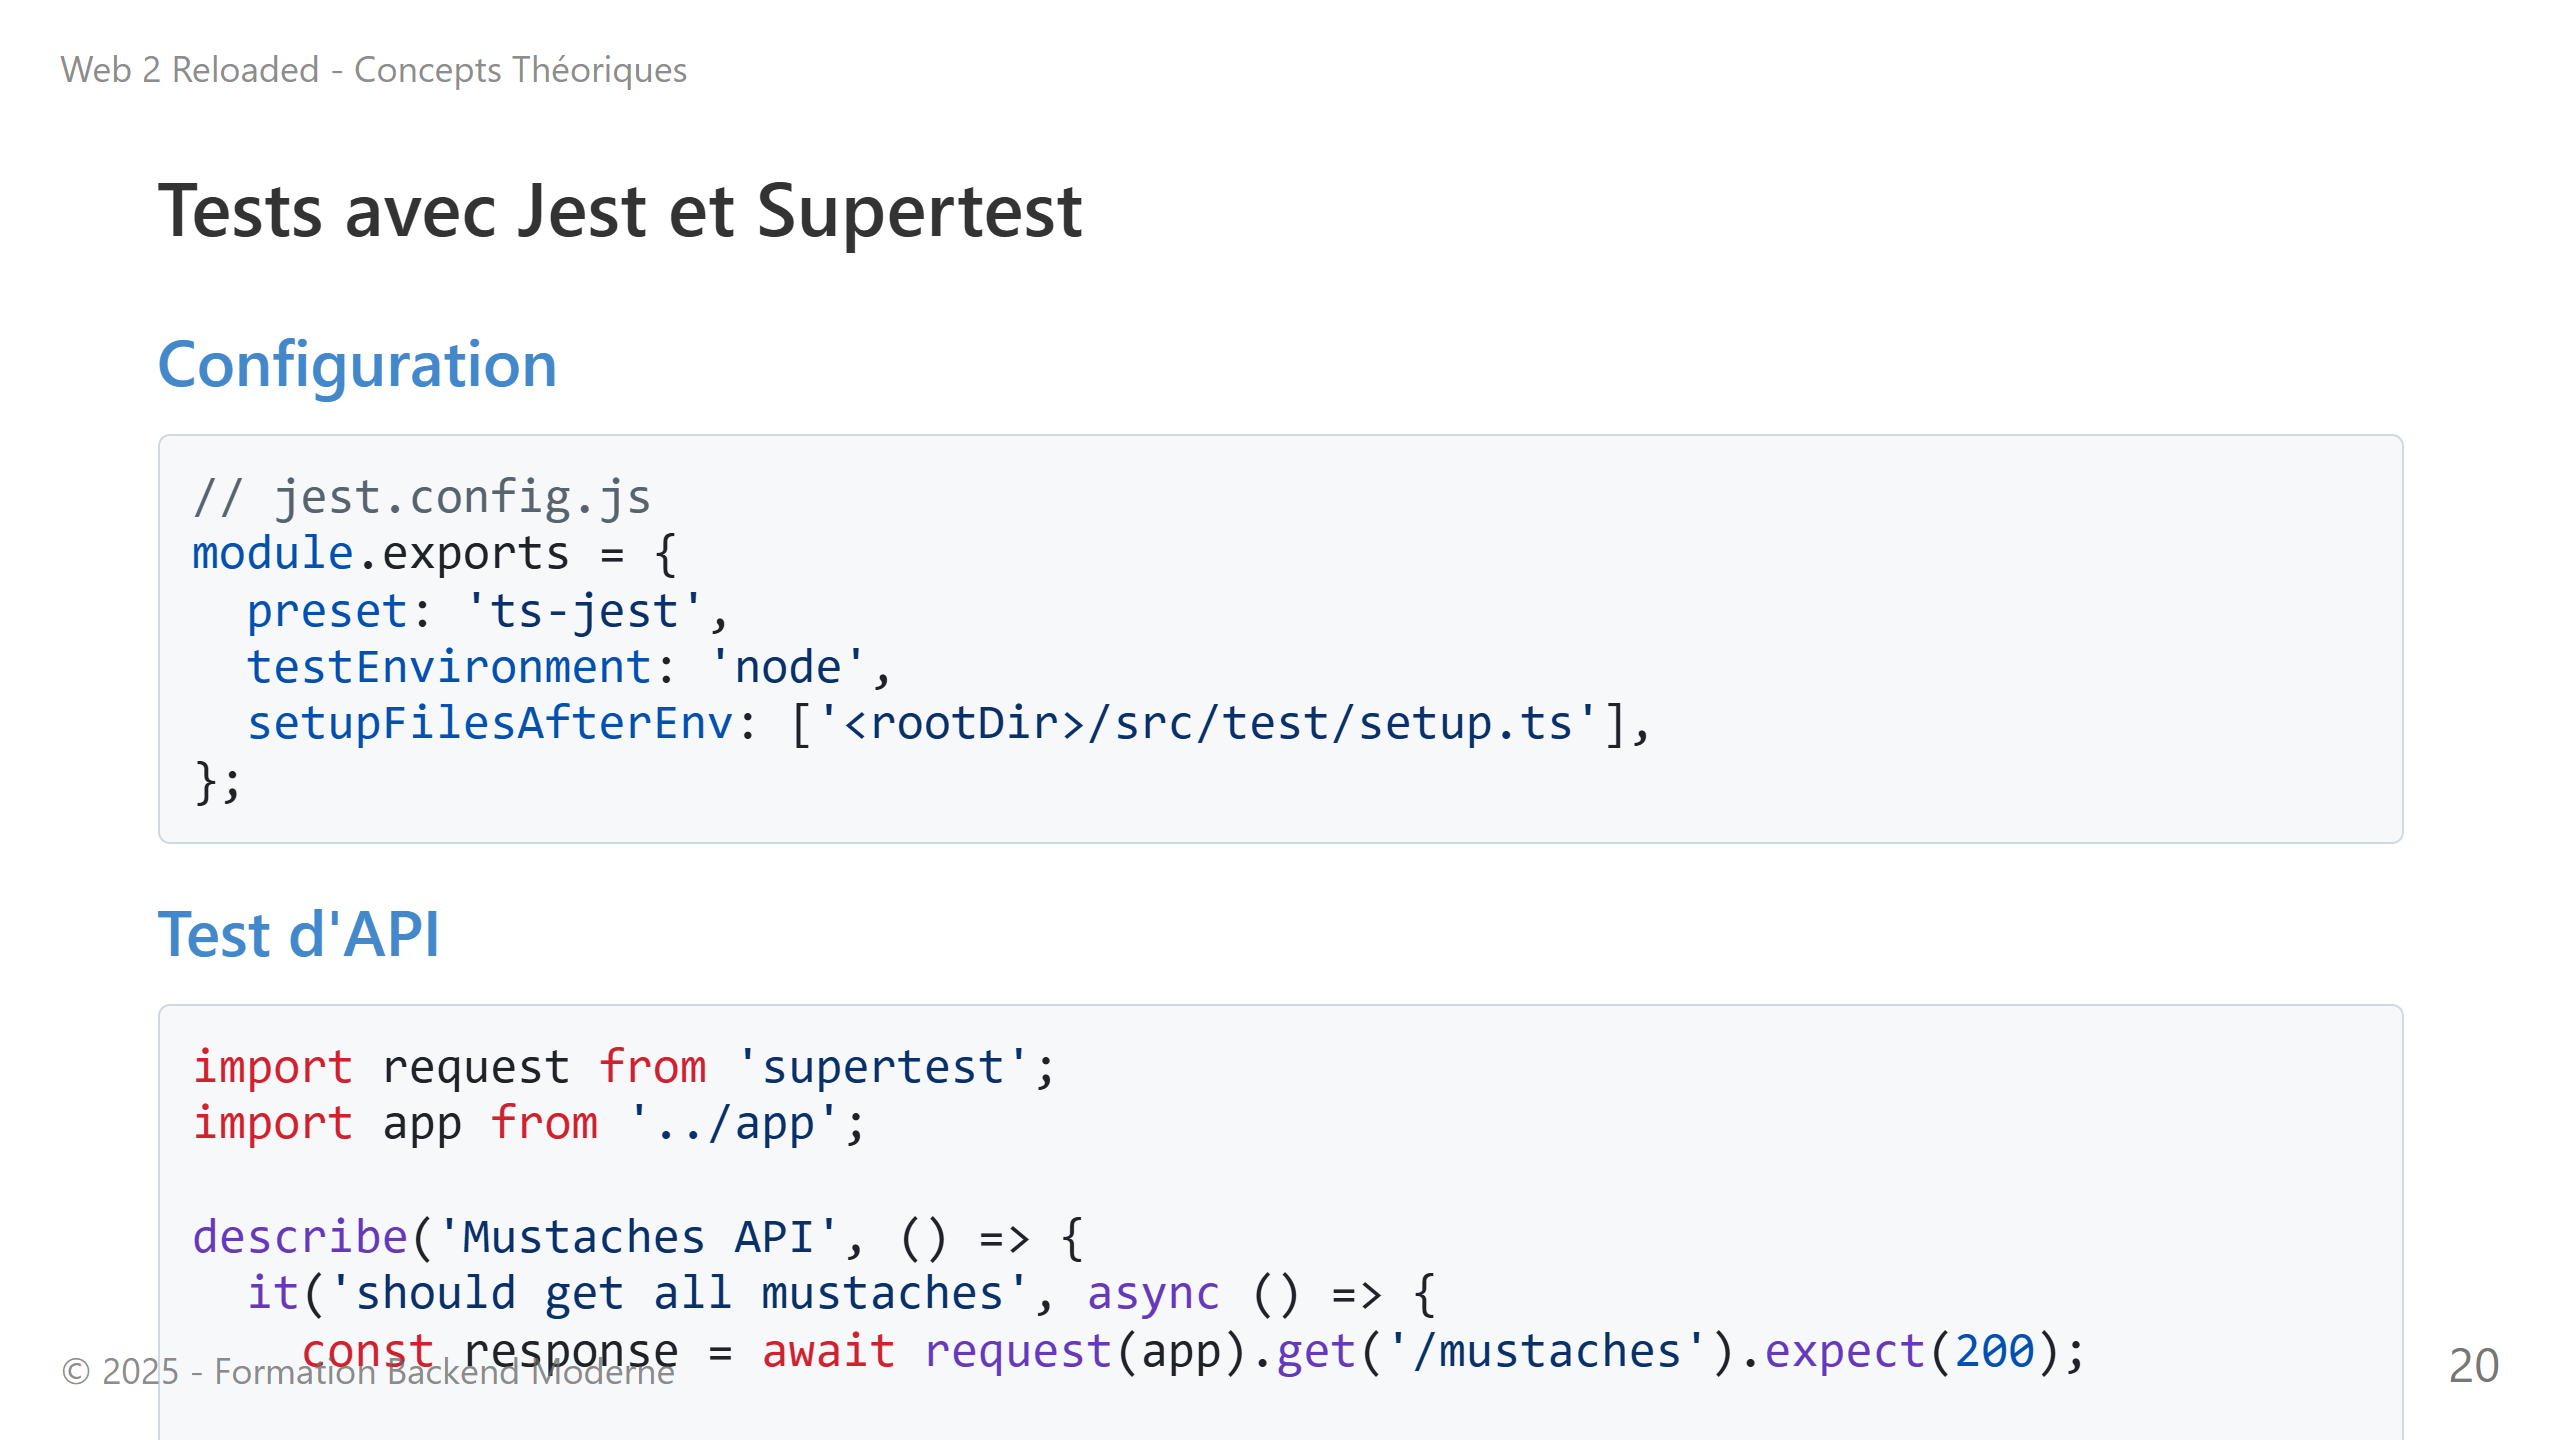 Web 2 Reloaded - Concepts Théoriques
Tests avec Jest et Supertest
Configuration
// jest.config.js
module.exports = {
  preset: 'ts-jest',
  testEnvironment: 'node',
  setupFilesAfterEnv: ['<rootDir>/src/test/setup.ts'],
};
Test d'API
import request from 'supertest';
import app from '../app';

describe('Mustaches API', () => {
  it('should get all mustaches', async () => {
    const response = await request(app).get('/mustaches').expect(200);
© 2025 - Formation Backend Moderne
20